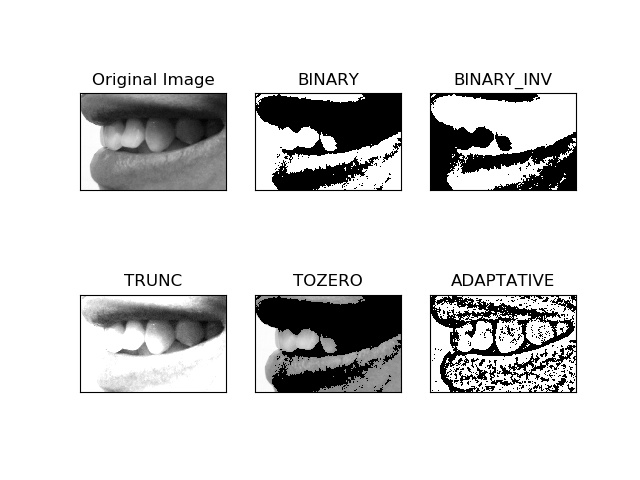 Original Image
BINARY
BINARY_INV
TRUNC
TOZERO
ADAPTATIVE